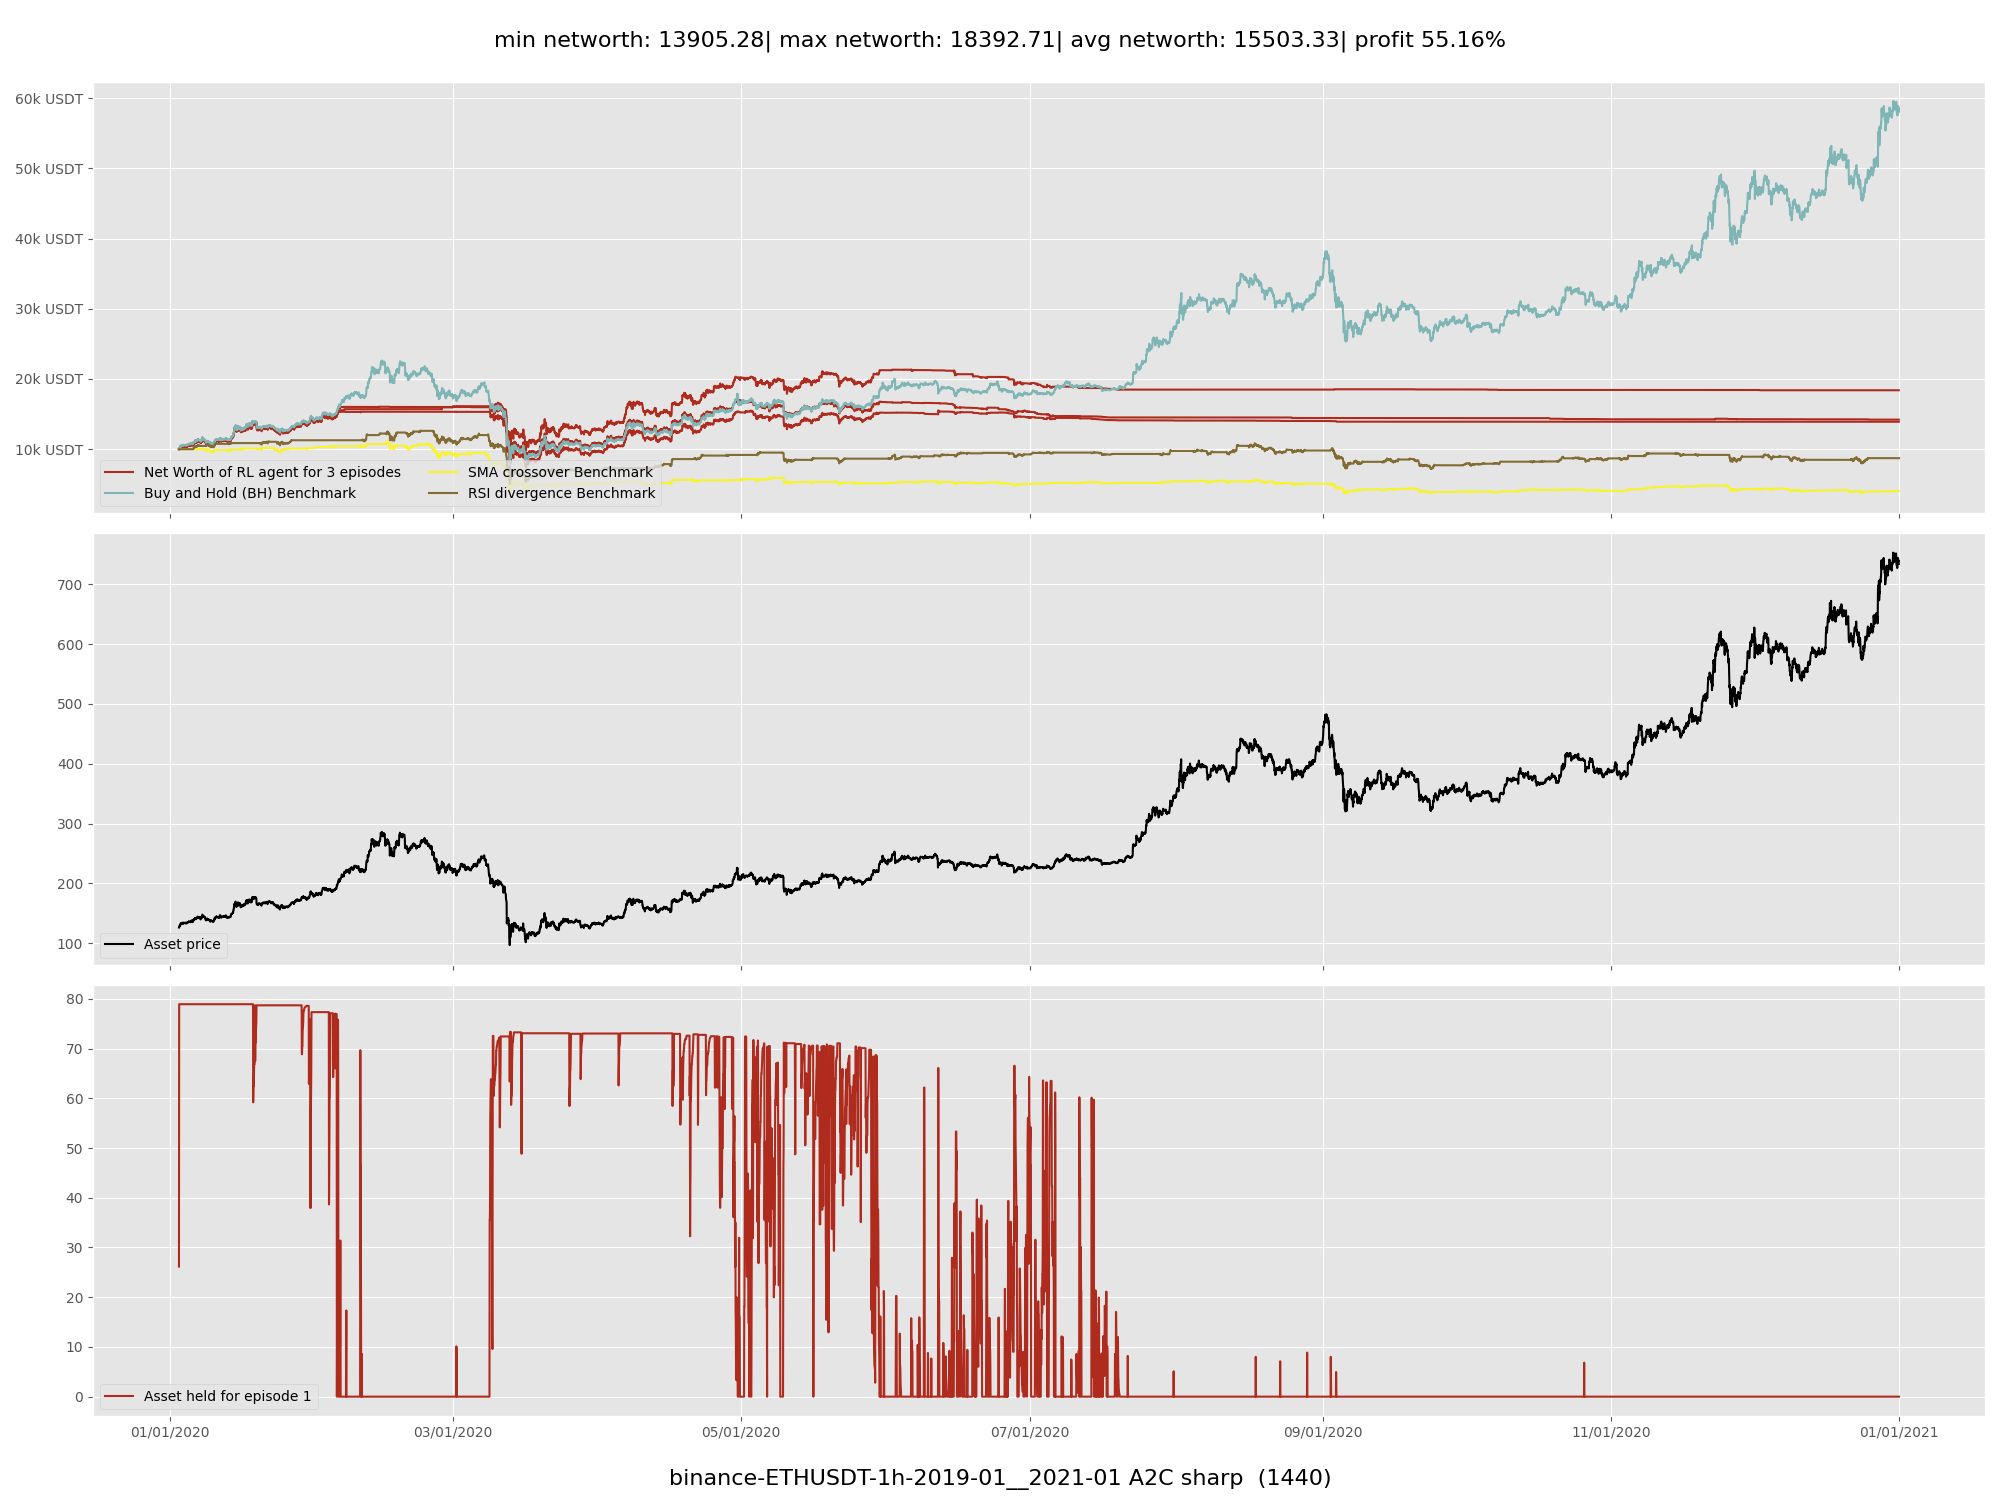 min networth: 13905.28| max networth: 18392.71| avg networth: 15503.33| profit 55.16%
60k USDT
50k USDT
40k USDT
30k USDT
20k USDT
10k USDT
Net Worth of RL agent for 3 episodes
Buy and Hold (BH) Benchmark
SMA crossover Benchmark
RSI divergence Benchmark
700
600
500
400
300
200
100
Asset price
80
70
60
50
40
30
20
10
0
Asset held for episode 1
01/01/2020 03/01/2020 05/01/2020 07/01/2020 09/01/2020 11/01/2020 01/01/2021
binance-ETHUSDT-1h-2019-01__2021-01 A2C sharp (1440)